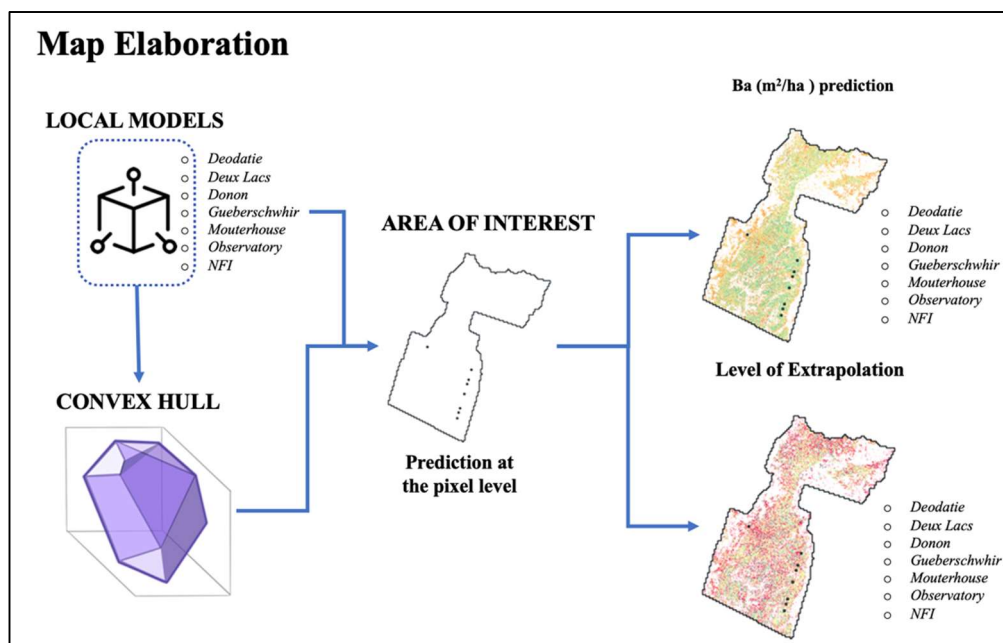 Map Elaboration
LOCAL MODELS
Deodatie
Deux Lacs
Donon
Gueberschwhir
Mouterhouse
Observatory
NFI
CONVEX HULL
AREA OF INTEREST
Prediction at
the pixel level
Ba (m²/ha ) prediction
Deodatie
Deux Lacs
Donon
Gueberschwhir
Mouterhouse
Observatory
NFI
Level of Extrapolation
Deodatie
Deux Lacs
Donon
Gueberschwhir
Mouterhouse
Observatory
NFI